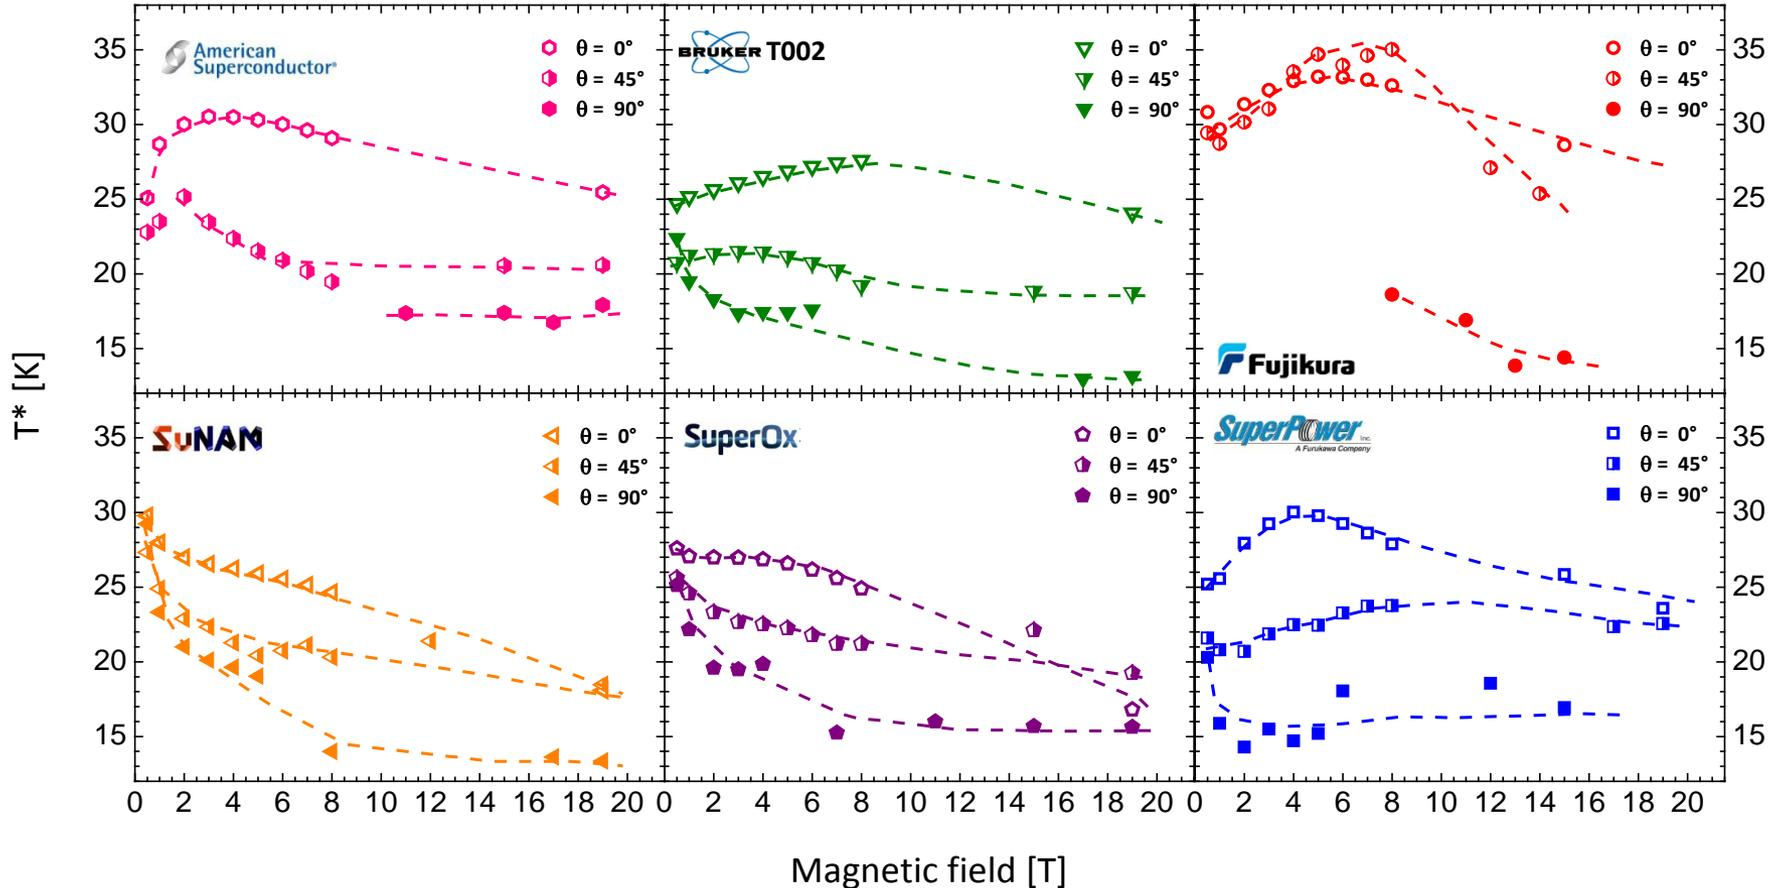 35
30
25
20
15
American
Superconductor®
θ = 0°
θ = 45°
θ = 90°
BRUKER T002
θ = 0°
θ = 45°
θ = 90°
Fujikura
θ = 0°
θ = 45°
θ = 90°
35
30
25
20
15
T* [K]
35
30
25
20
15
SuNAM
θ = 0°
θ = 45°
θ = 90°
SuperOx
θ = 0°
θ = 45°
θ = 90°
SuperPower Inc.
A Furukawa Company
θ = 0°
θ = 45°
θ = 90°
35
30
25
20
15
0 2 4 6 8 10 12 14 16 18 20 2 4 6 8 10 12 14 16 18 20 0 2 4 6 8 10 12 14 16 18 20
Magnetic field [T]